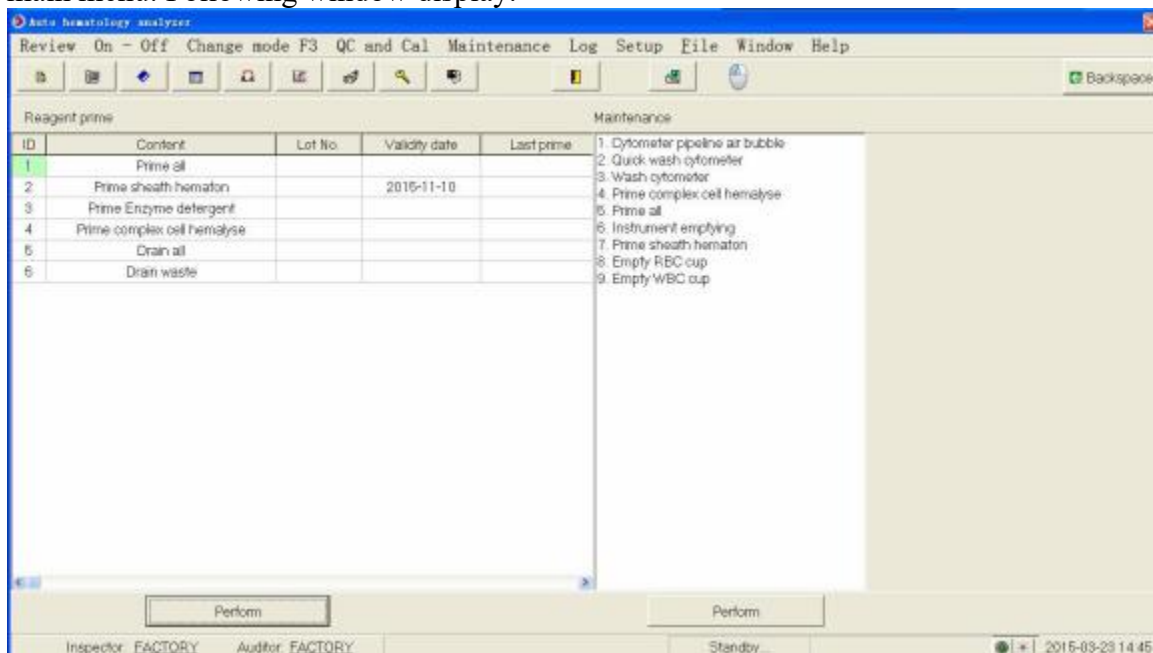 main menu. Following window display:
Auto hematology analyzer
Review On - Off Change mode F3 QC and Cal Maintenance Log Setup File Window Help
Backspace
Reagent prime
Maintenance
ID Content Lot No. Validity date Last prime
1 Prime all
2 Prime sheath hematon 2015-11-10
3 Prime Enzyme detergent
4 Prime complex cell hemalyse
5 Drain all
6 Drain waste
1. Cytometer pipeline air bubble
2. Quick wash cytometer
3. Wash cytometer
4. Prime complex cell hemalyse
5. Prime all
6. Instrument emptying
7. Prime sheath hematon
8. Empty RBC cup
9. Empty WBC cup
Perform
Perform
Inspector: FACTORY Auditor: FACTORY Standby... 2015-03-23 14:45